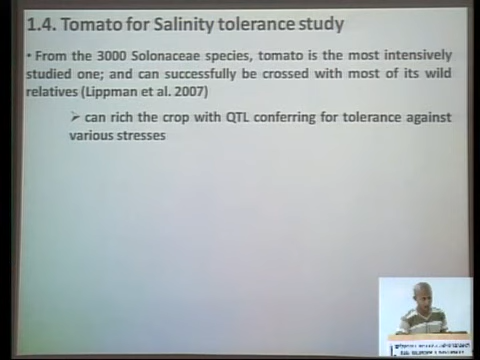 1.4. Tomato for Salinity tolerance study
• From the 3000 Solonaceae species, tomato is the most intensively
studied one; and can successfully be crossed with most of its wild
relatives (Lippman et al. 2007)
➢ can rich the crop with QTL conferring for tolerance against
various stresses